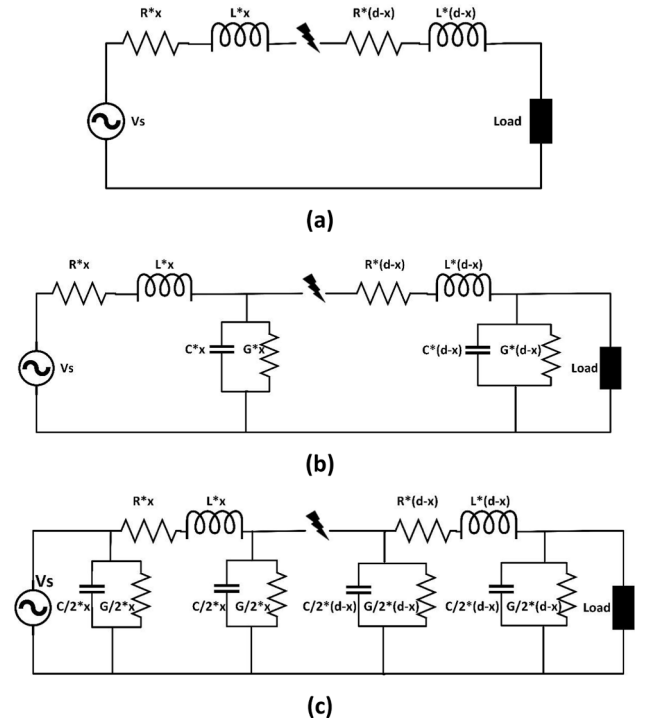 R*x L*x R*(d-x) L*(d-x)
Vs Load
(a)
R*x L*x R*(d-x) L*(d-x)
C*x G*x C*(d-x) G*(d-x)
Vs Load
(b)
R*x L*x R*(d-x) L*(d-x)
Vs
C/2*x G/2*x C/2*x G/2*x C/2*(d-x) G/2*(d-x) C/2*(d-x) G/2*(d-x) Load
(c)